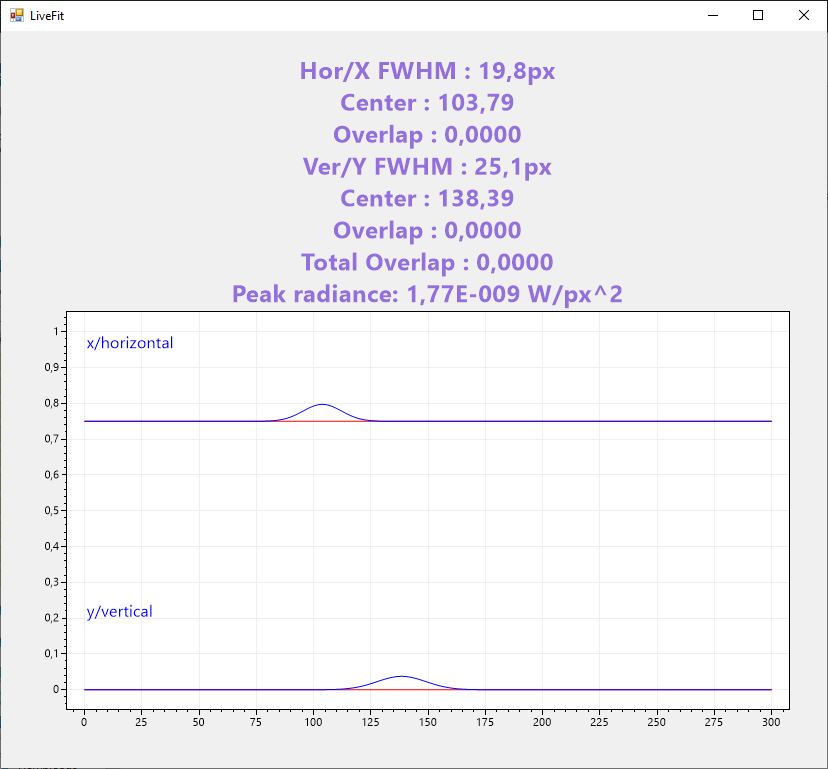 LiveFit
Hor/X FWHM : 19,8px
Center : 103,79
Overlap : 0,0000
Ver/Y FWHM : 25,1px
Center : 138,39
Overlap : 0,0000
Total Overlap : 0,0000
Peak radiance: 1,77E-009 W/px^2
1
x/horizontal
0,9
0,8
0,7
0,6
0,5
0,4
0,3
0,2
y/vertical
0,1
0
0 25 50 75 100 125 150 175 200 225 250 275 300